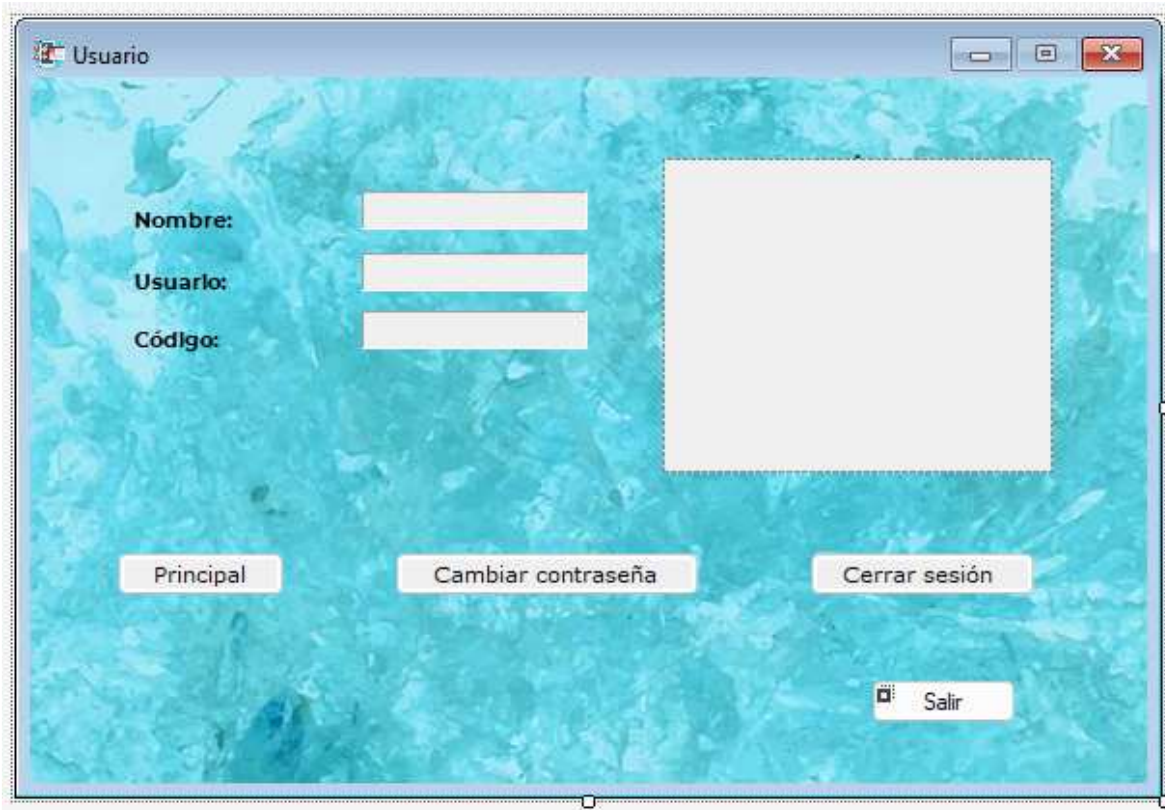 Usuario
Nombre:
Usuario:
Código:
Principal
Cambiar contraseña
Cerrar sesión
Salir